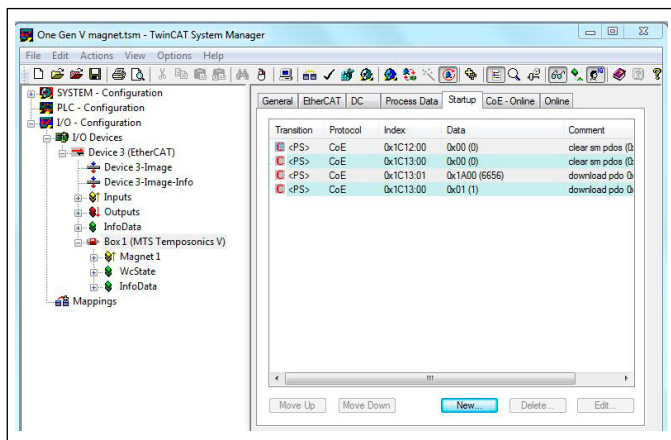 One Gen V magnet.tsm - TwinCAT System Manager
File Edit Actions View Options Help
SYSTEM - Configuration
PLC - Configuration
I/O - Configuration
I/O Devices
Device 3 (EtherCAT)
Device 3-Image
Device 3-Image-Info
Inputs
Outputs
InfoData
Box 1 (MTS Temposonics V)
Magnet 1
WcState
InfoData
Mappings
General EtherCAT DC Process Data Startup CoE - Online Online
Transition Protocol Index Data Comment
C <PS> CoE 0x1C12:00 0x00 (0) clear sm pdos (0x
C <PS> CoE 0x1C13:00 0x00 (0) clear sm pdos (0x
C <PS> CoE 0x1C13:01 0x1A00 (6656) download pdo 0x
C <PS> CoE 0x1C13:00 0x01 (1) download pdo 0x
Move Up Move Down New... Delete... Edit...